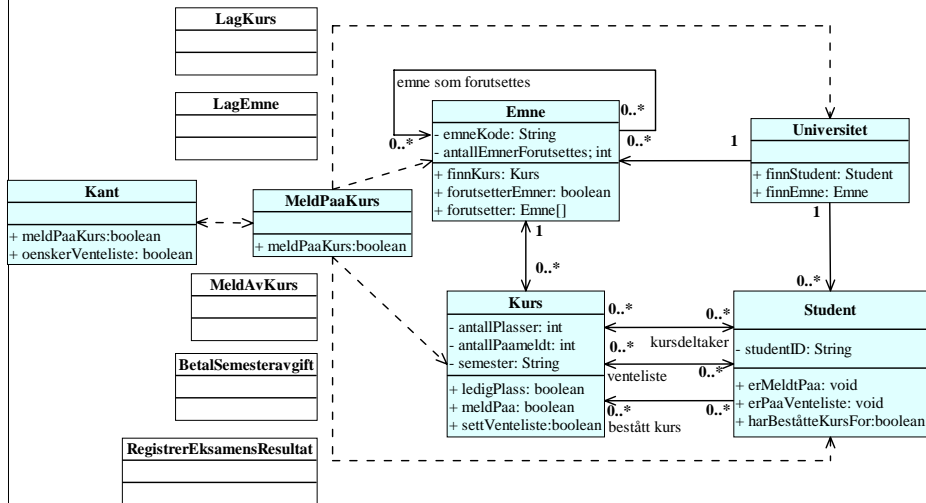 LagKurs
LagEmne
emne som forutsettes
0..*
0..*
0..*
Emne
- emneKode: String
- antallEmnerForutsettes; int
+ finnKurs: Kurs
+ forutsetterEmner: boolean
+ forutsetter: Emne[]
1
Universitet
+ finnStudent: Student
+ finnEmne: Emne
Kant
+ meldPaaKurs:boolean
+ oenskerVenteliste: boolean
MeldPaaKurs
+ meldPaaKurs:boolean
1
0..*
1
0..*
MeldAvKurs
BetalSemesteravgift
RegistrerEksamensResultat
Kurs
- antallPlasser: int
- antallPaameldt: int
- semester: String
+ ledigPlass: boolean
+ meldPaa: boolean
+ settVenteliste:boolean
0..*
0..*
kursdeltaker
0..*
venteliste
0..*
0..*
0..*
bestått kurs
Student
- studentID: String
+ erMeldtPaa: void
+ erPaaVenteliste: void
+ harBeståtteKursFor:boolean